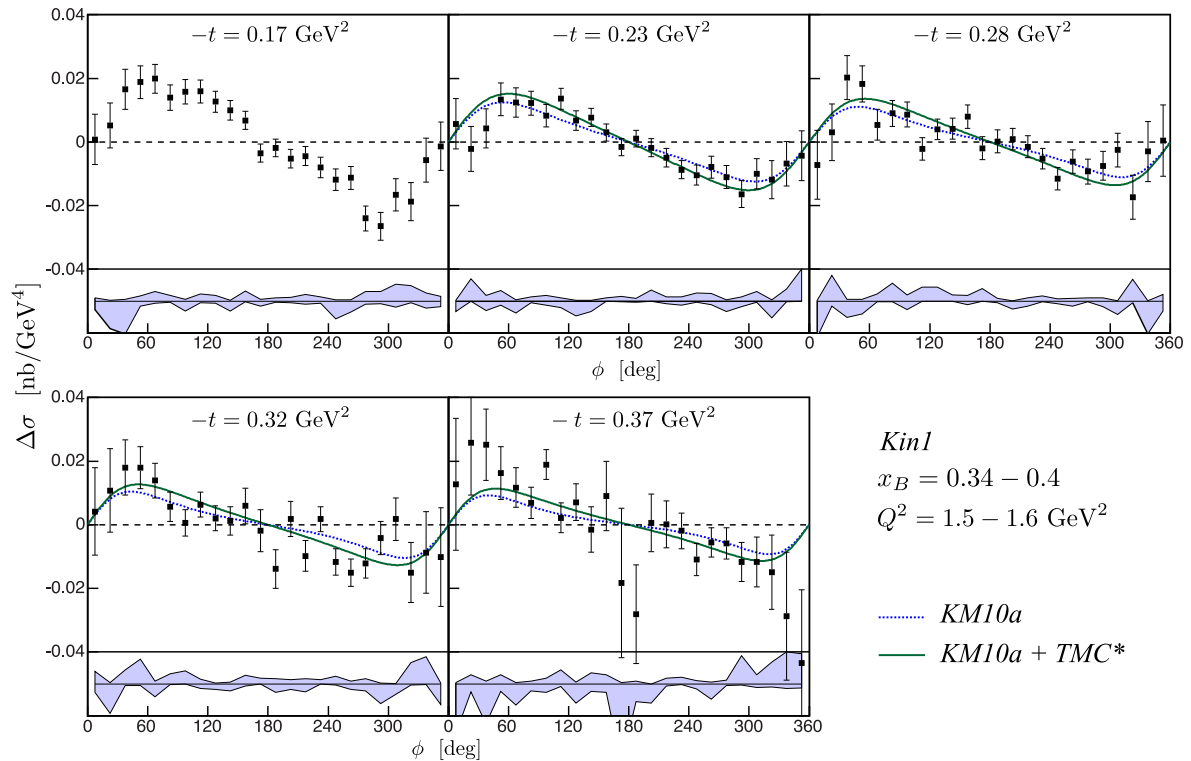 −t = 0.17 GeV² −t = 0.23 GeV² −t = 0.28 GeV²
0.04
0.02
0
-0.02
-0.04
0 60 120 180 240 300 0 60 120 180 240 300 0 60 120 180 240 300 360
ϕ [deg]
Δσ [nb/GeV⁴]
−t = 0.32 GeV² − t = 0.37 GeV²
0.04
0.02
0
-0.02
-0.04
0 60 120 180 240 300 0 60 120 180 240 300 360
ϕ [deg]
Kin1
x_B = 0.34 − 0.4
Q² = 1.5 − 1.6 GeV²
KM10a
KM10a + TMC*